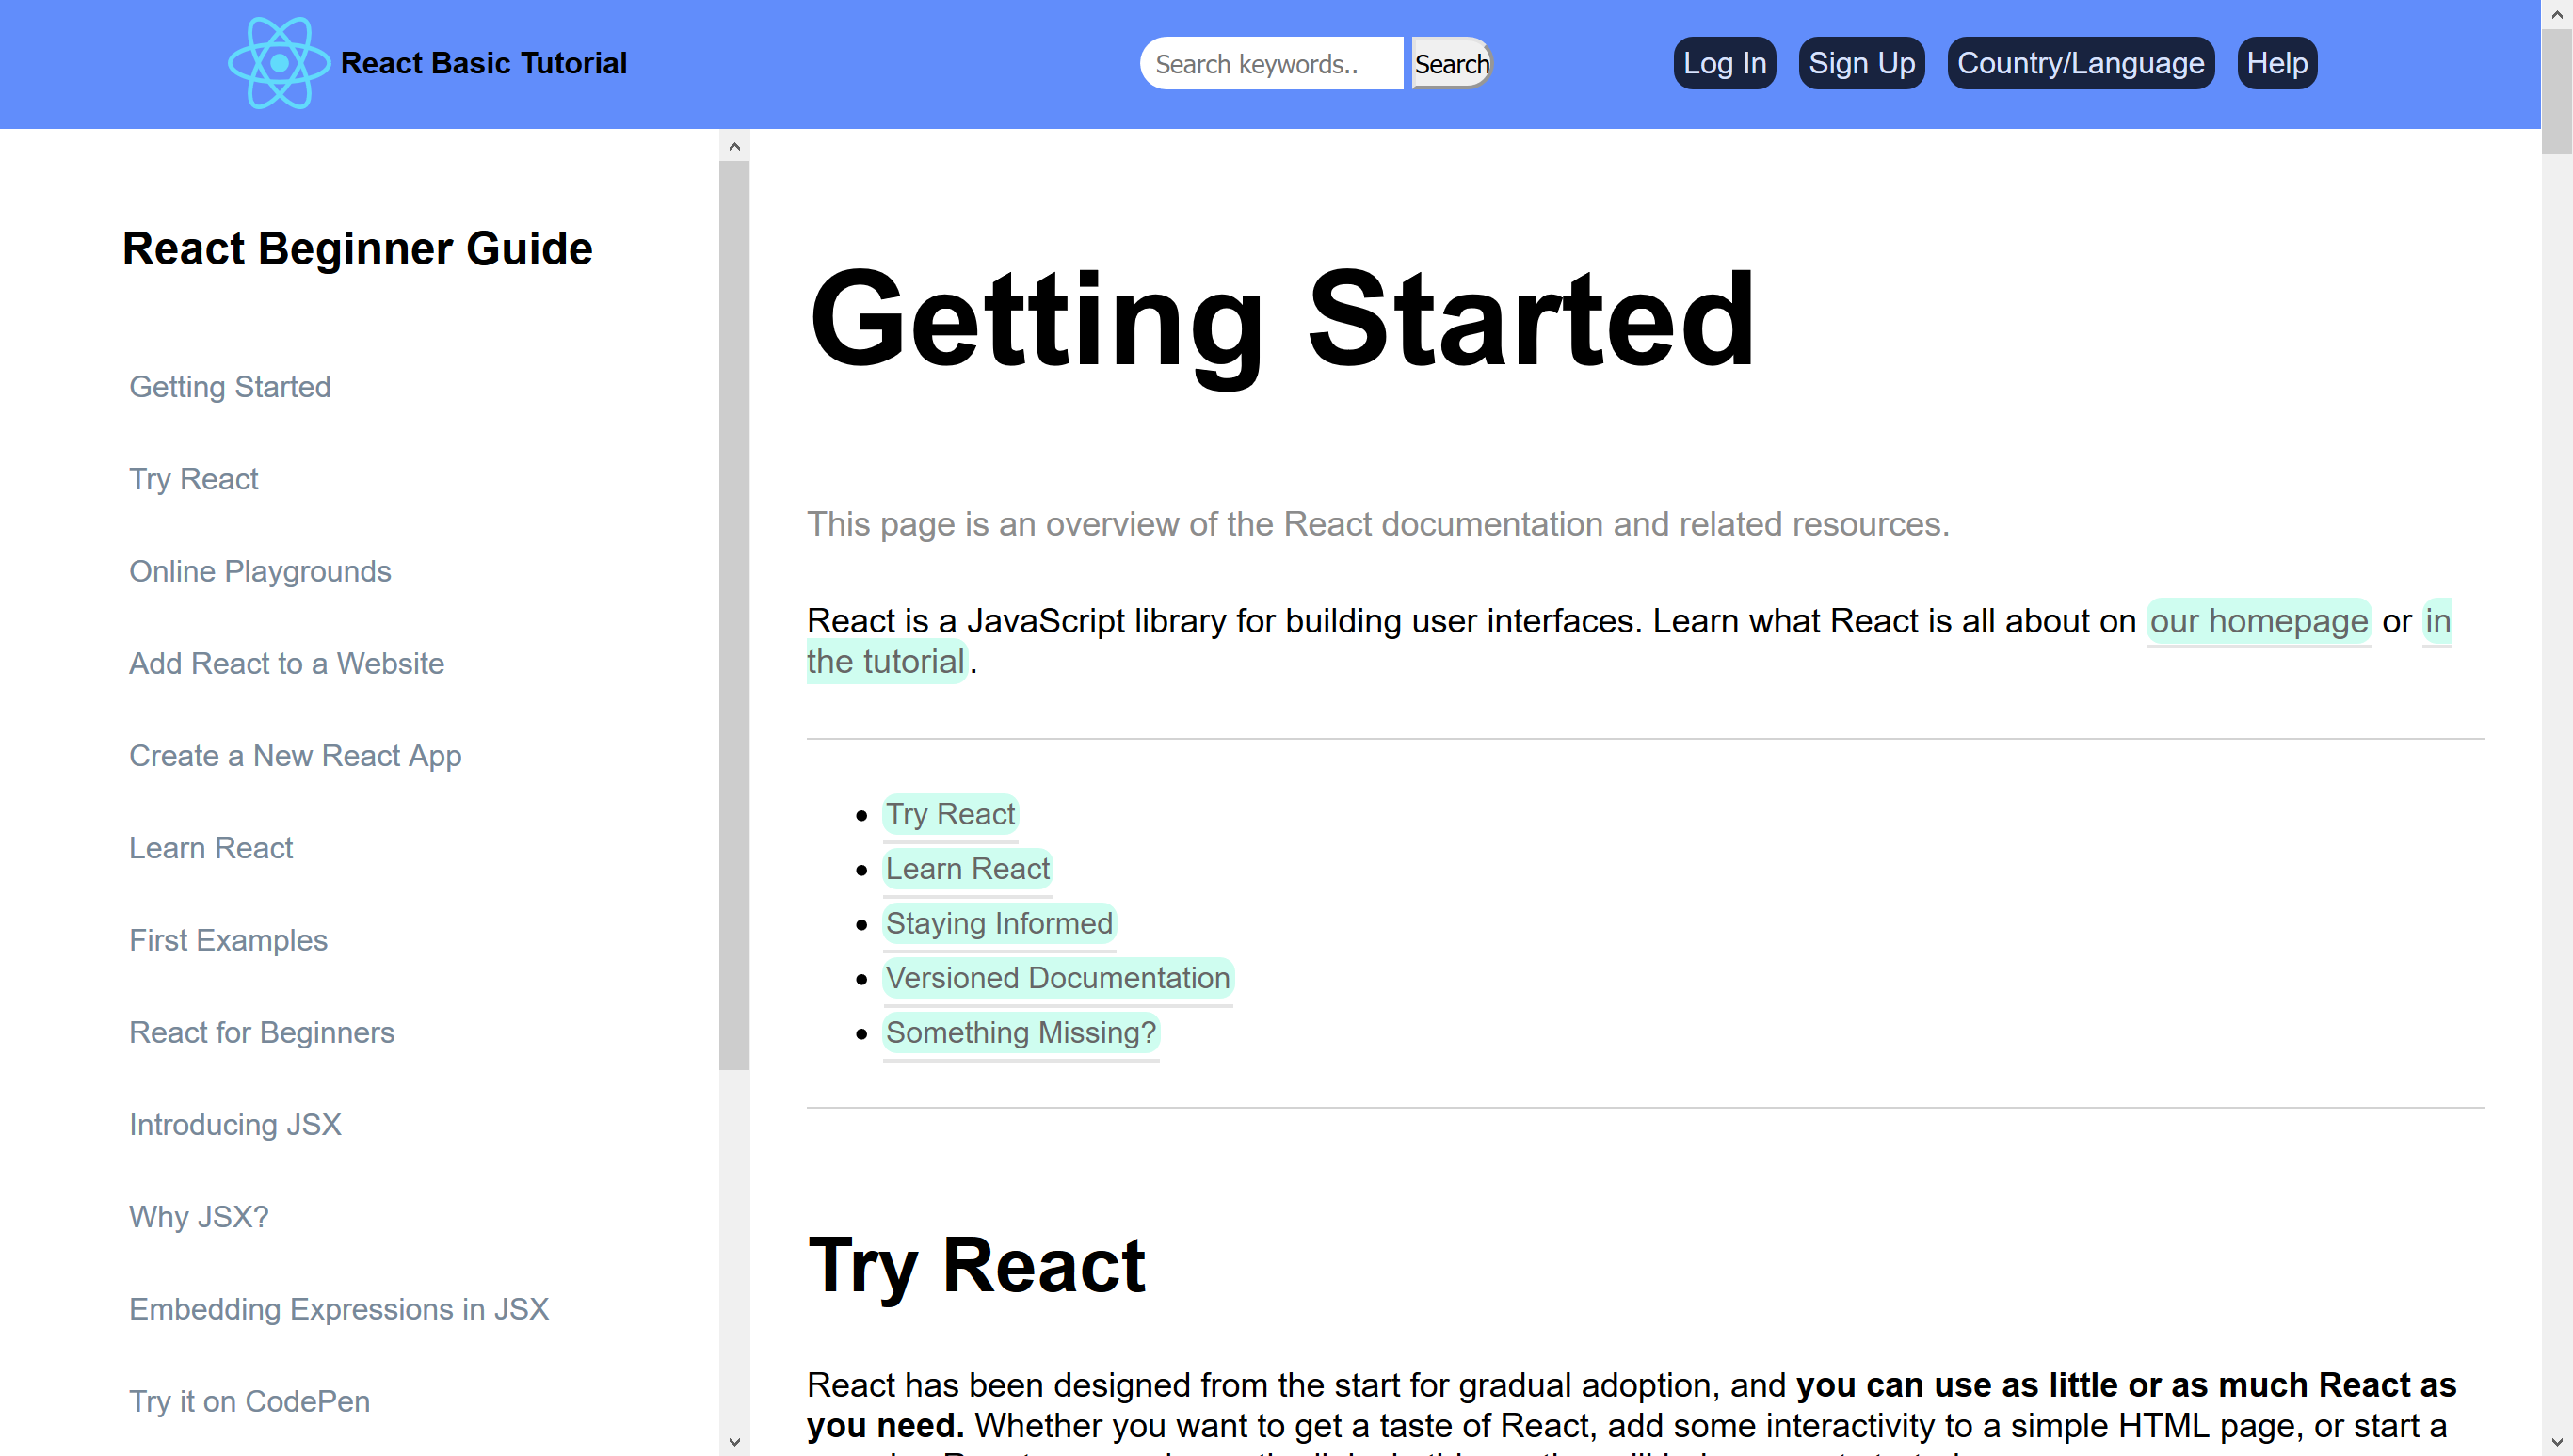 React Basic Tutorial
Search keywords..
Search
Log In
Sign Up
Country/Language
Help
React Beginner Guide
Getting Started
Try React
Online Playgrounds
Add React to a Website
Create a New React App
Learn React
First Examples
React for Beginners
Introducing JSX
Why JSX?
Embedding Expressions in JSX
Try it on CodePen
Getting Started
This page is an overview of the React documentation and related resources.
React is a JavaScript library for building user interfaces. Learn what React is all about on our homepage or in
the tutorial.
Try React
Learn React
Staying Informed
Versioned Documentation
Something Missing?
Try React
React has been designed from the start for gradual adoption, and you can use as little or as much React as
you need. Whether you want to get a taste of React, add some interactivity to a simple HTML page, or start a